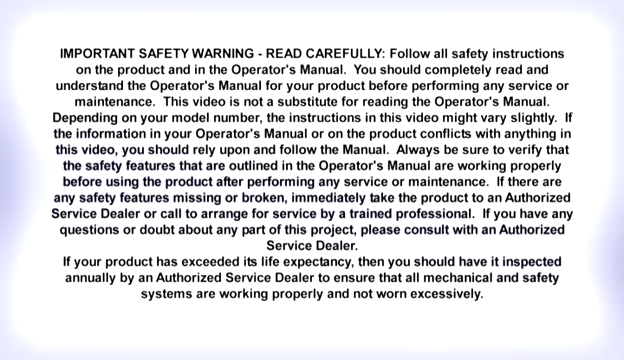 IMPORTANT SAFETY WARNING - READ CAREFULLY: Follow all safety instructions
on the product and in the Operator's Manual. You should completely read and
understand the Operator's Manual for your product before performing any service or
maintenance. This video is not a substitute for reading the Operator's Manual.
Depending on your model number, the instructions in this video might vary slightly. If
the information in your Operator's Manual or on the product conflicts with anything in
this video, you should rely upon and follow the Manual. Always be sure to verify that
the safety features that are outlined in the Operator's Manual are working properly
before using the product after performing any service or maintenance. If there are
any safety features missing or broken, immediately take the product to an Authorized
Service Dealer or call to arrange for service by a trained professional. If you have any
questions or doubt about any part of this project, please consult with an Authorized
Service Dealer.
If your product has exceeded its life expectancy, then you should have it inspected
annually by an Authorized Service Dealer to ensure that all mechanical and safety
systems are working properly and not worn excessively.